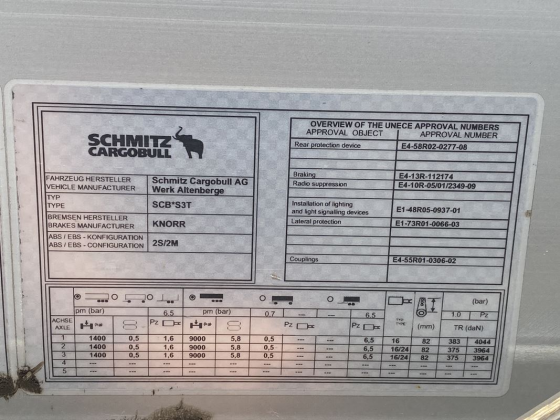 SCHMITZ
CARGOBULL
FAHRZEUG HERSTELLER
VEHICLE MANUFACTURER
Schmitz Cargobull AG
Werk Altenberge
TYP
TYPE
SCB*S3T
BREMSEN HERSTELLER
BRAKES MANUFACTURER
KNORR
ABS / EBS - KONFIGURATION
ABS / EBS - CONFIGURATION
2S/2M
OVERVIEW OF THE UNECE APPROVAL NUMBERS
APPROVAL OBJECT APPROVAL NUMBER
Rear protection device E4-58R02-0277-08
Braking E4-13R-112174
Radio suppression E4-10R-05/01/2349-09
Installation of lighting
and light signalling devices E1-48R05-0937-01
Lateral protection E1-73R01-0066-03
Couplings E4-55R01-0306-02
(bar)
pm (bar) 6.5 pm (bar) 0.7 --- --- 6.5 1.0 Pz
ACHSE
AXLE Pz Pz Pz (mm) TR (daN)
1 1400 0,5 1,6 9000 5,8 0,5 --- --- 6,5 16 82 383 4044
2 1400 0,5 1,6 9000 5,8 0,5 --- --- 6,5 16/24 82 375 3964
3 1400 0,5 1,6 9000 5,8 0,5 --- --- 6,5 16/24 82 375 3964
4 --- --- --- --- --- --- --- --- --- --- --- --- ---
5 --- --- --- --- --- --- --- --- --- --- --- --- ---